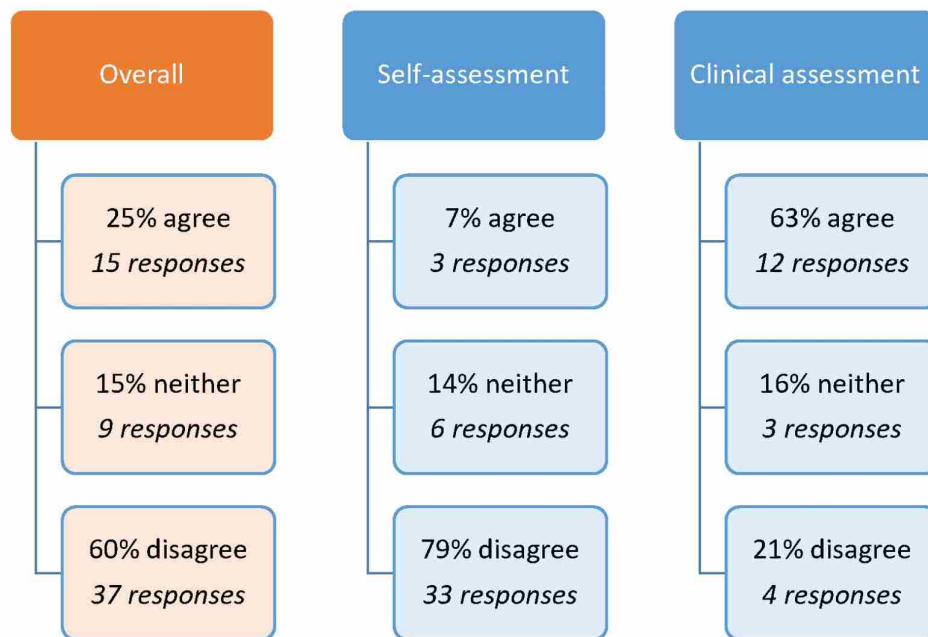 Overall
25% agree
15 responses
15% neither
9 responses
60% disagree
37 responses
Self-assessment
7% agree
3 responses
14% neither
6 responses
79% disagree
33 responses
Clinical assessment
63% agree
12 responses
16% neither
3 responses
21% disagree
4 responses